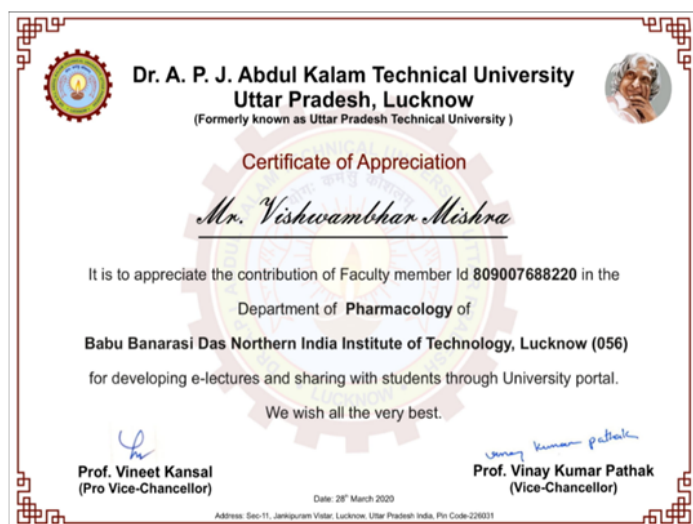 Dr. A. P. J. Abdul Kalam Technical University
Uttar Pradesh, Lucknow
(Formerly known as Uttar Pradesh Technical University )
Certificate of Appreciation
Mr. Vishwambhar Mishra
It is to appreciate the contribution of Faculty member Id 809007688220 in the
Department of Pharmacology of
Babu Banarasi Das Northern India Institute of Technology, Lucknow (056)
for developing e-lectures and sharing with students through University portal.
We wish all the very best.
vinay kumar pathak
Prof. Vineet Kansal
(Pro Vice-Chancellor)
Prof. Vinay Kumar Pathak
(Vice-Chancellor)
Date: 28th March 2020
Address: Sec-11, Jankipuram Vistar, Lucknow, Uttar Pradesh India, Pin Code-226031